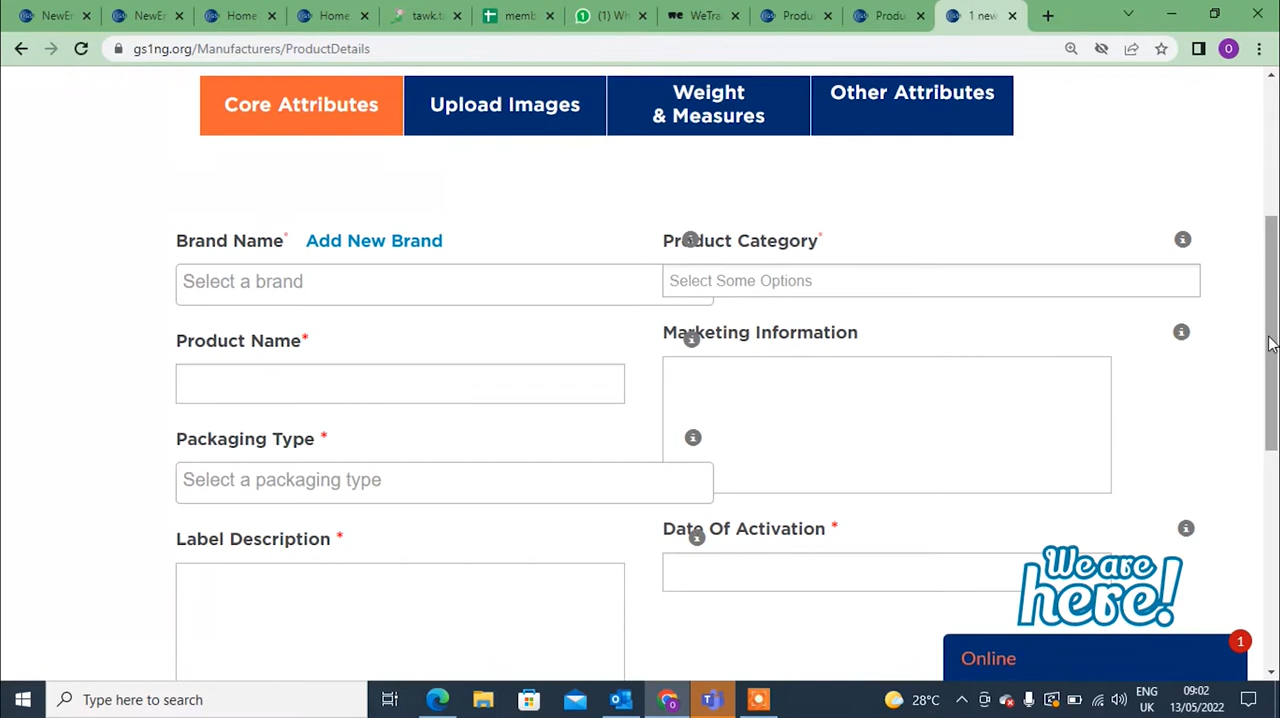 NewEr
NewEr
Home
Home
tawk.t
memb
(1) Wh
WeTra
Produ
Produ
1 new
gs1ng.org/Manufacturers/ProductDetails
O
Core Attributes
Upload Images
Weight
& Measures
Other Attributes
Brand Name* Add New Brand
Product Category*
Select a brand
Select Some Options
Product Name*
Marketing Information
Packaging Type *
Select a packaging type
Label Description *
Date Of Activation *
We are
here!
Online
1
Type here to search
28°C
ENG
UK
09:02
13/05/2022